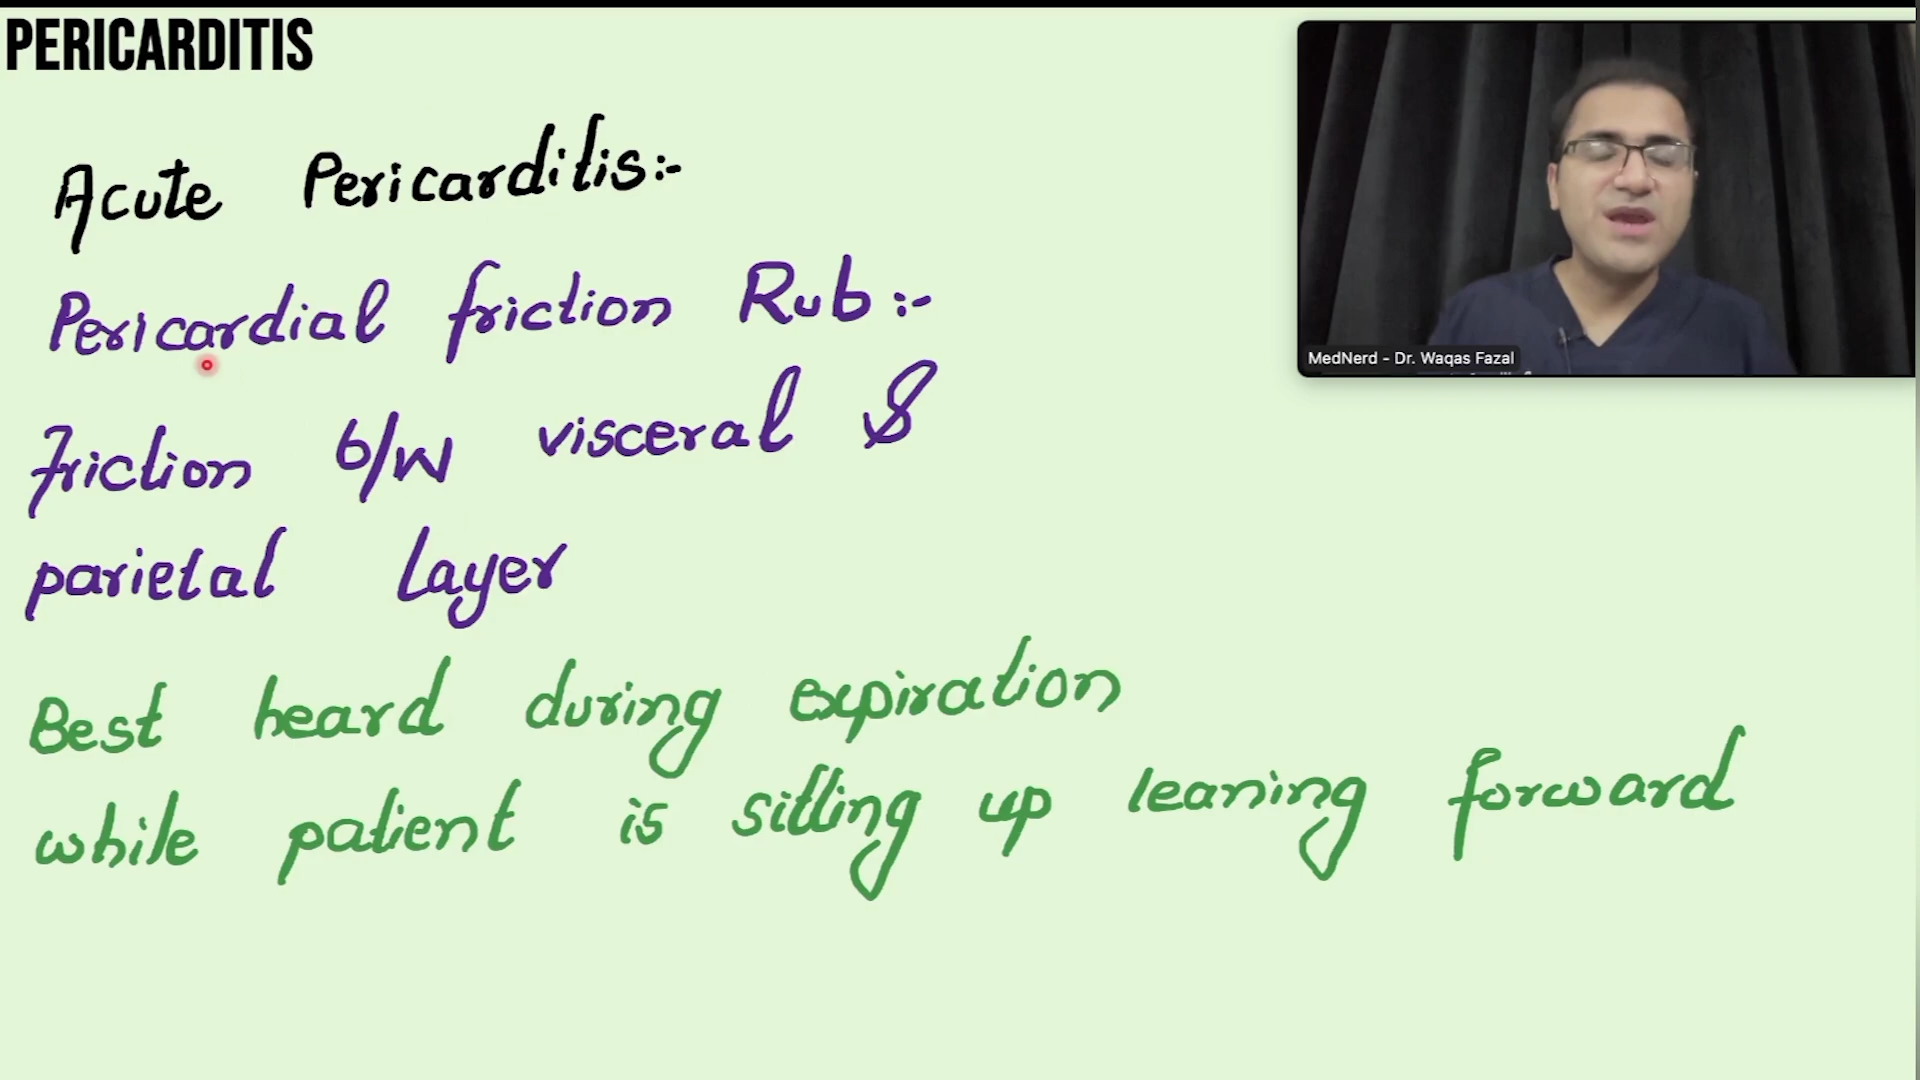 PERICARDITIS
Acute Pericarditis:-
Pericardial friction Rub:-
Friction b/w visceral &
parietal Layer
Best heard during expiration
while patient is sitting up leaning forward
MedNerd - Dr. Waqas Fazal